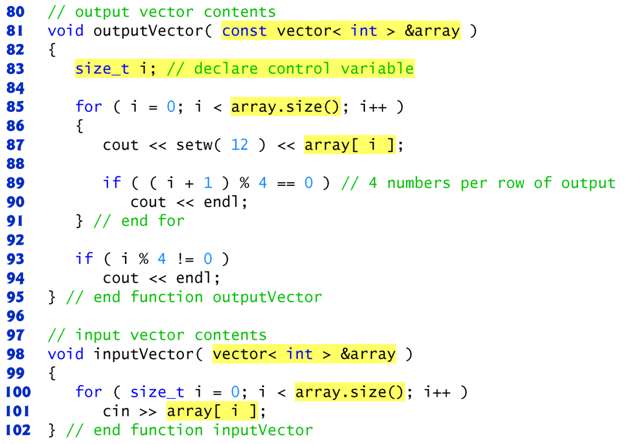 80 // output vector contents
81 void outputVector( const vector< int > &array )
82 {
83 size_t i; // declare control variable
84
85 for ( i = 0; i < array.size(); i++ )
86 {
87 cout << setw( 12 ) << array[ i ];
88
89 if ( ( i + 1 ) % 4 == 0 ) // 4 numbers per row of output
90 cout << endl;
91 } // end for
92
93 if ( i % 4 != 0 )
94 cout << endl;
95 } // end function outputVector
96
97 // input vector contents
98 void inputVector( vector< int > &array )
99 {
100 for ( size_t i = 0; i < array.size(); i++ )
101 cin >> array[ i ];
102 } // end function inputVector